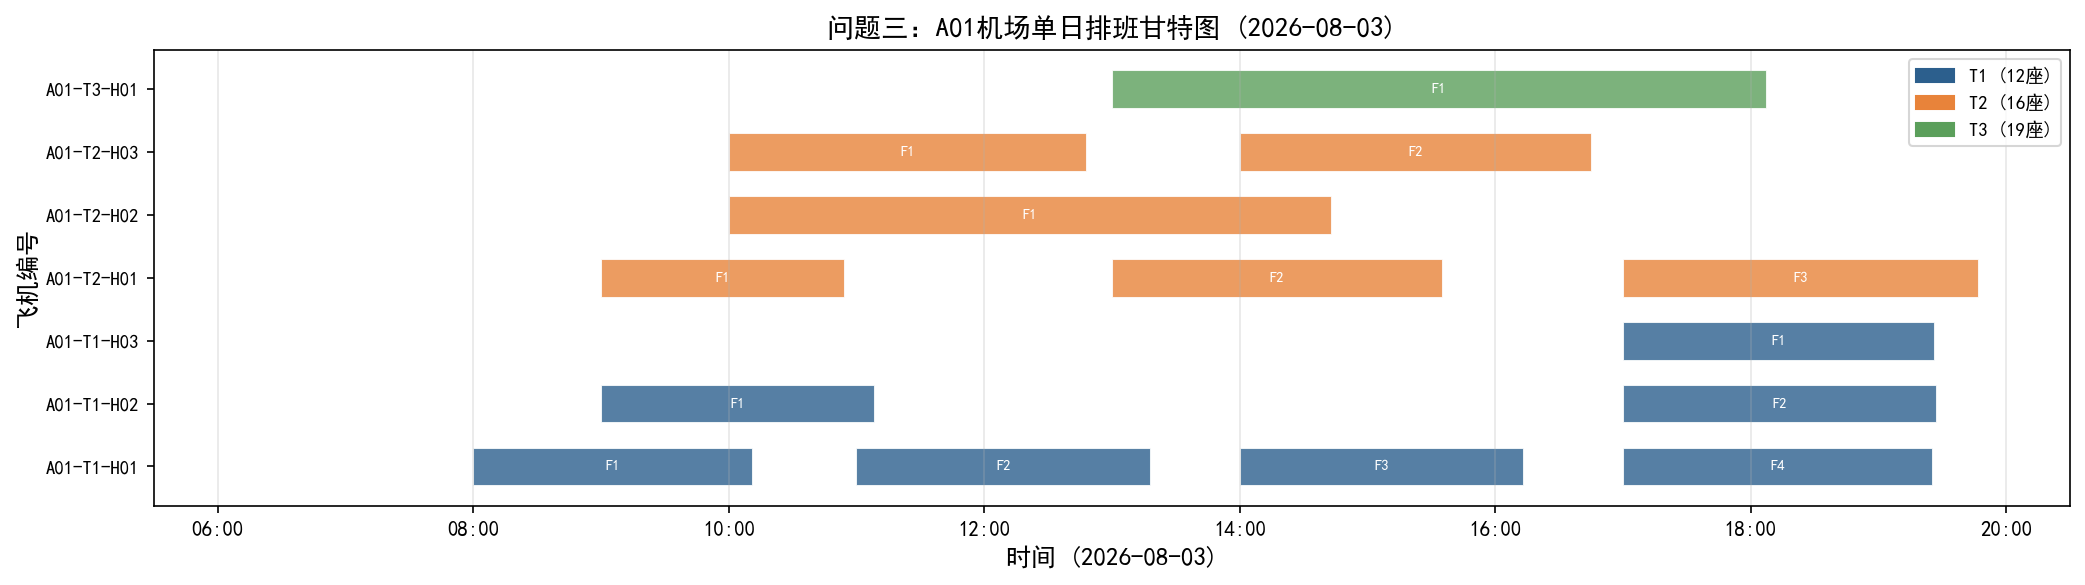 问题三：A01机场单日排班甘特图 (2026-08-03)
T1 (12座)
T2 (16座)
T3 (19座)
飞机编号
A01-T3-H01 F1
A01-T2-H03 F1 F2
A01-T2-H02 F1
A01-T2-H01 F1 F2 F3
A01-T1-H03 F1
A01-T1-H02 F1 F2
A01-T1-H01 F1 F2 F3 F4
06:00 08:00 10:00 12:00 14:00 16:00 18:00 20:00
时间 (2026-08-03)